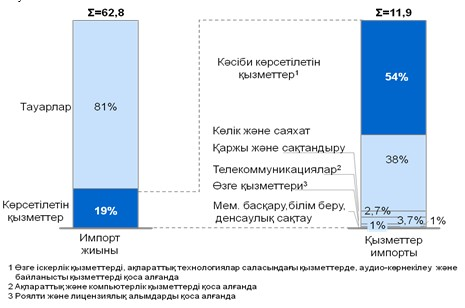 Σ=62,8
Σ=11,9
Кәсіби көрсетілетін
қызметтер¹
54%
Тауарлар
81%
Көлік және саяхат
Қаржы және сақтандыру
38%
Телекоммуникациялар²
Өзге қызметтері³
Көрсетілетін
қызметтер
19%
Мем. басқару,білім беру,
денсаулық сақтау
2,7%
3,7%
1%
1%
Импорт
жиыны
Қызметтер
импорты
1 Өзге іскерлік қызметтерді, ақпараттық технологиялар саласындағы қызметтерде, аудио-көрнекілеу және
байланысты қызметтерді қоса алғанда
2 Ақпараттық және компьютерлік қызметтерді қоса алғанда
3 Роялти және лицензиялық алымдарды қоса алғанда